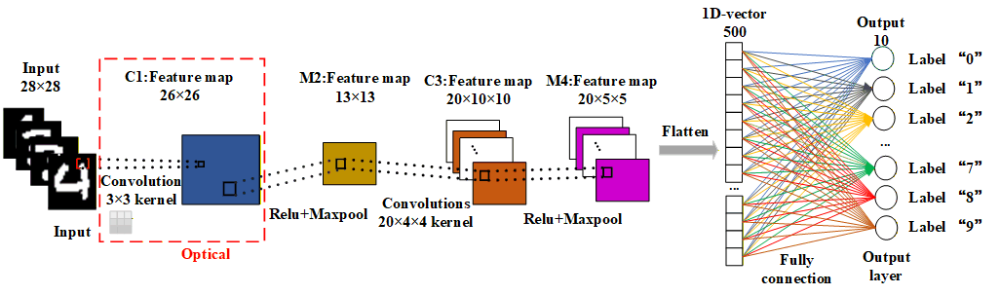 Input
28×28
C1:Feature map
26×26
Convolution
3×3 kernel
Input
Optical
M2:Feature map
13×13
Relu+Maxpool
C3:Feature map
20×10×10
Convolutions
20×4×4 kernel
M4:Feature map
20×5×5
Relu+Maxpool
Flatten
1D-vector
500
...
Fully
connection
Output
10
Label “0”
Label “1”
Label “2”
...
Label “7”
Label “8”
Label “9”
Output
layer